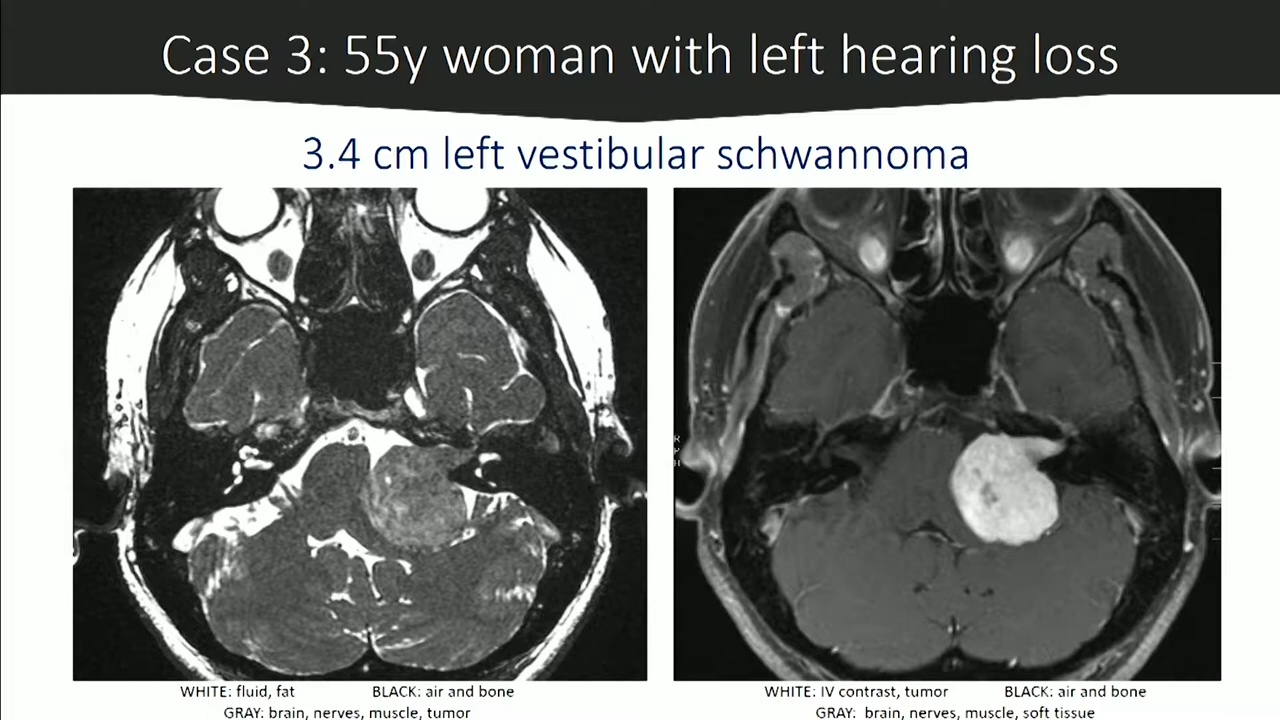 Case 3: 55y woman with left hearing loss
3.4 cm left vestibular schwannoma
R
P
H
WHITE: fluid, fat BLACK: air and bone
GRAY: brain, nerves, muscle, tumor
WHITE: IV contrast, tumor BLACK: air and bone
GRAY: brain, nerves, muscle, soft tissue